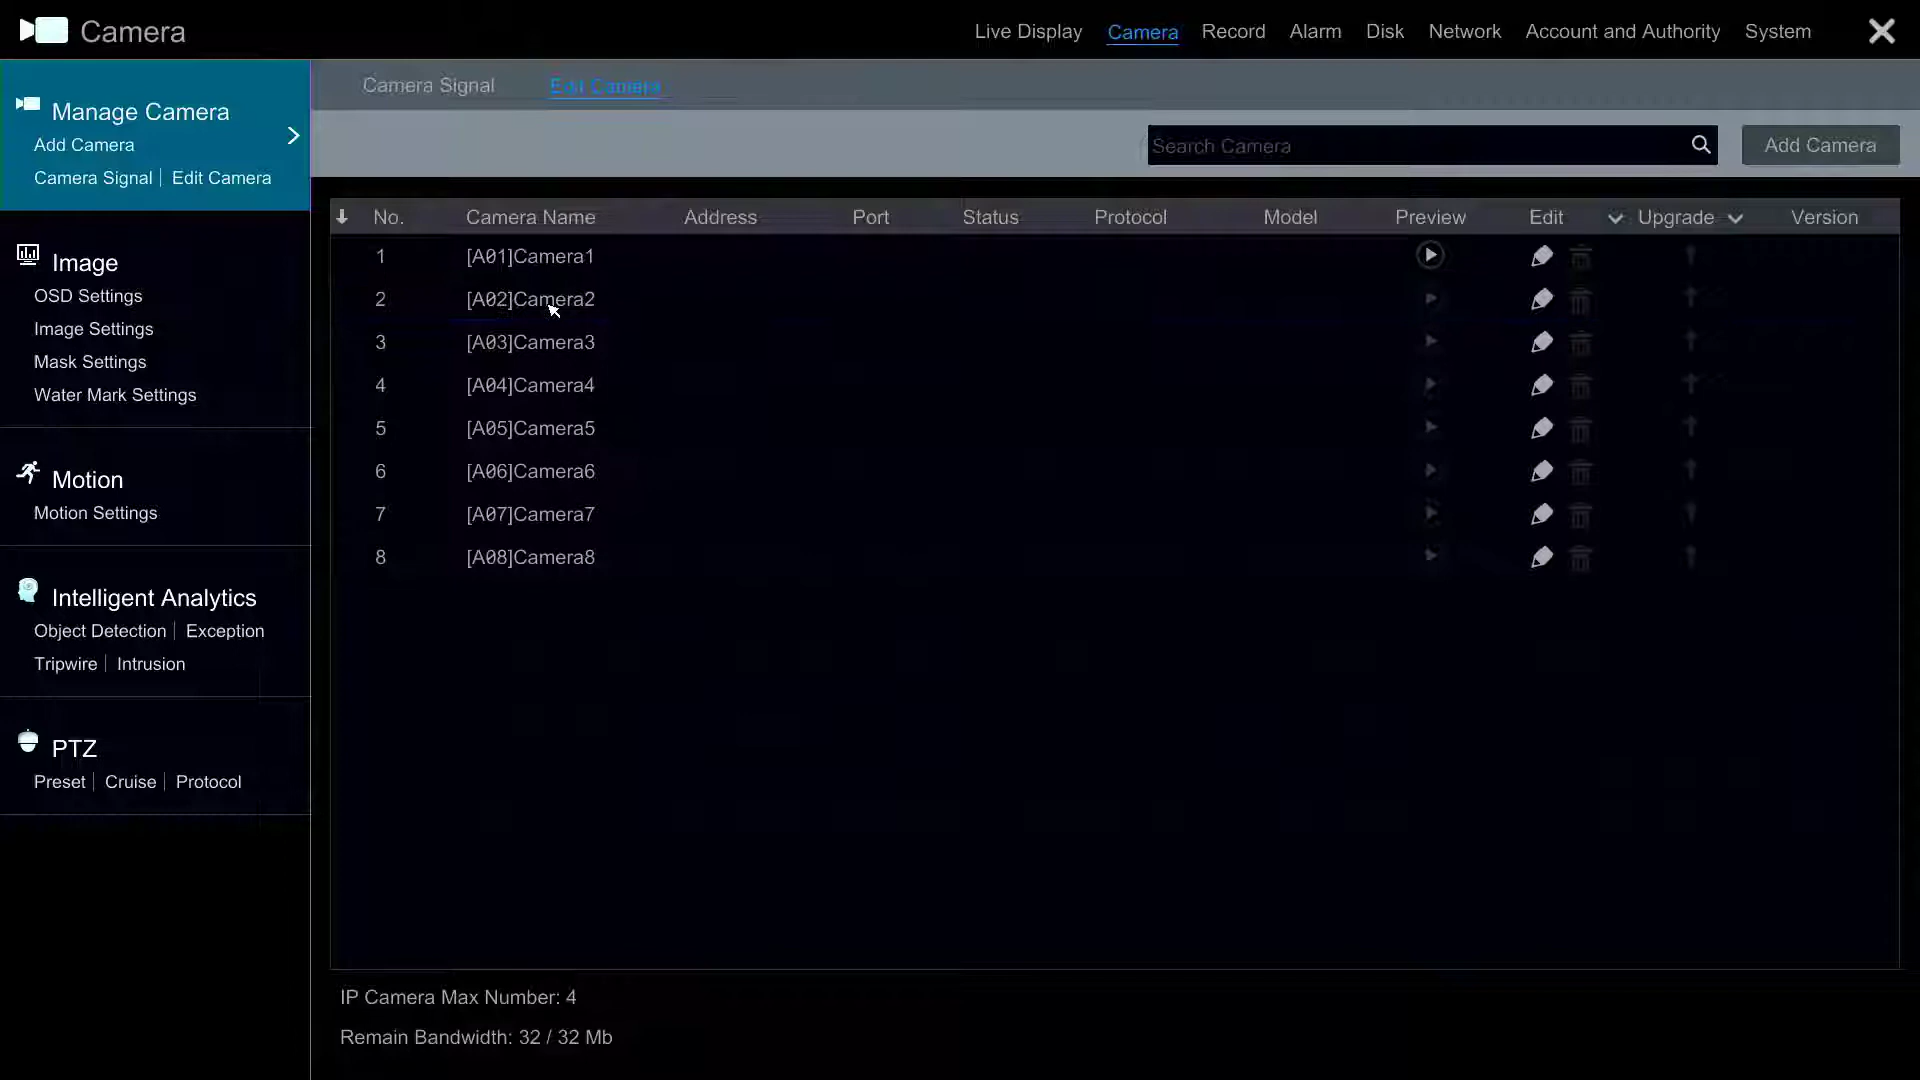 Camera
Live Display Camera Record Alarm Disk Network Account and Authority System
Manage Camera
Add Camera
Camera Signal | Edit Camera
Image
OSD Settings
Image Settings
Mask Settings
Water Mark Settings
Motion
Motion Settings
Intelligent Analytics
Object Detection | Exception
Tripwire | Intrusion
PTZ
Preset | Cruise | Protocol
Camera Signal Edit Camera
Search Camera Add Camera
No. Camera Name Address Port Status Protocol Model Preview Edit Upgrade Version
1 [A01]Camera1
2 [A02]Camera2
3 [A03]Camera3
4 [A04]Camera4
5 [A05]Camera5
6 [A06]Camera6
7 [A07]Camera7
8 [A08]Camera8
IP Camera Max Number: 4
Remain Bandwidth: 32 / 32 Mb